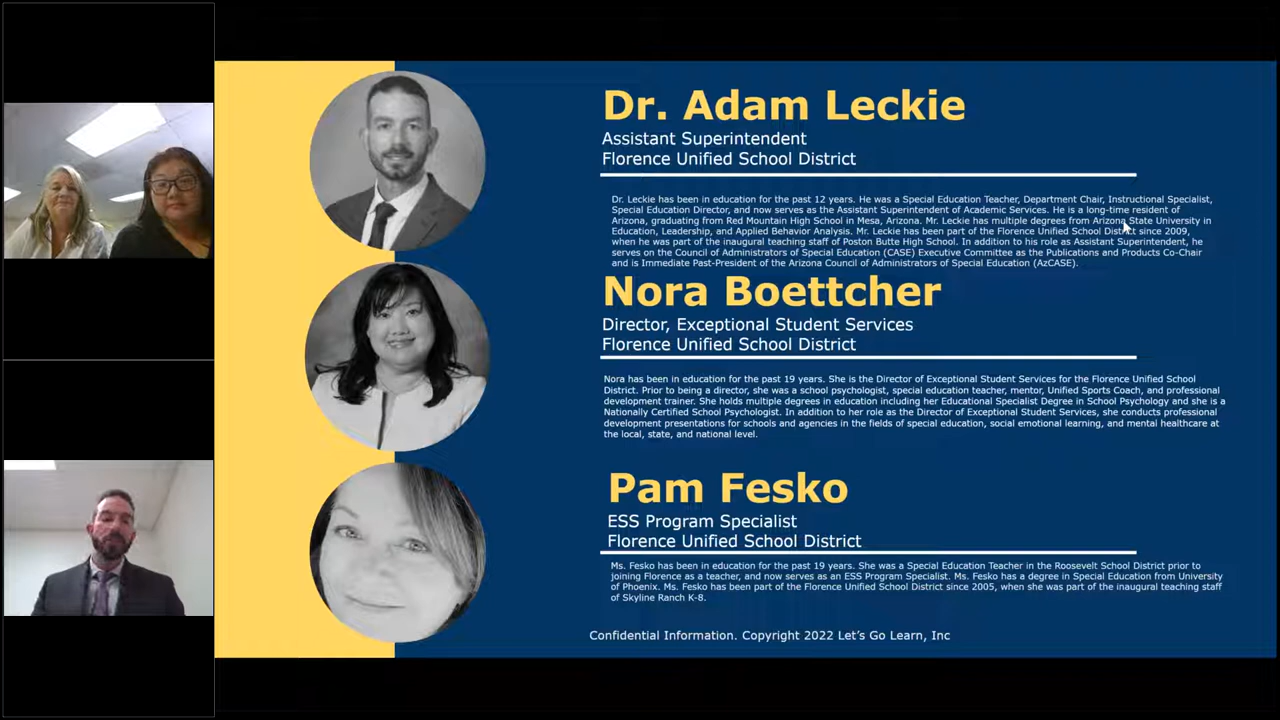 Dr. Adam Leckie
Assistant Superintendent
Florence Unified School District
Dr. Leckie has been in education for the past 12 years. He was a Special Education Teacher, Department Chair, Instructional Specialist,
Special Education Director, and now serves as the Assistant Superintendent of Academic Services. He is a long-time resident of
Arizona, graduating from Red Mountain High School in Mesa, Arizona. Mr. Leckie has multiple degrees from Arizona State University in
Education, Leadership, and Applied Behavior Analysis. Mr. Leckie has been part of the Florence Unified School District since 2009,
when he was part of the inaugural teaching staff of Poston Butte High School. In addition to his role as Assistant Superintendent, he
serves on the Council of Administrators of Special Education (CASE) Executive Committee as the Publications and Products Co-Chair
and is Immediate Past-President of the Arizona Council of Administrators of Special Education (AzCASE).
Nora Boettcher
Director, Exceptional Student Services
Florence Unified School District
Nora has been in education for the past 19 years. She is the Director of Exceptional Student Services for the Florence Unified School
District. Prior to being a director, she was a school psychologist, special education teacher, mentor, Unified Sports Coach, and professional
development trainer. She holds multiple degrees in education including her Educational Specialist Degree in School Psychology and she is a
Nationally Certified School Psychologist. In addition to her role as the Director of Exceptional Student Services, she conducts professional
development presentations for schools and agencies in the fields of special education, social emotional learning, and mental healthcare at
the local, state, and national level.
Pam Fesko
ESS Program Specialist
Florence Unified School District
Ms. Fesko has been in education for the past 19 years. She was a Special Education Teacher in the Roosevelt School District prior to
joining Florence as a teacher, and now serves as an ESS Program Specialist. Ms. Fesko has a degree in Special Education from University
of Phoenix. Ms. Fesko has been part of the Florence Unified School District since 2005, when she was part of the inaugural teaching staff
of Skyline Ranch K-8.
Confidential Information. Copyright 2022 Let's Go Learn, Inc